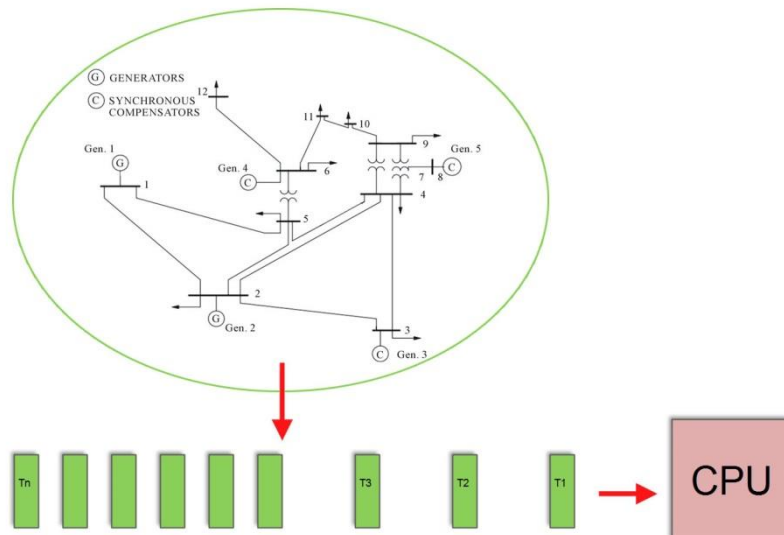 G GENERATORS
C SYNCHRONOUS
COMPENSATORS
12
11
10
9
Gen. 1
G
Gen. 4
C
6
Gen. 5
C
7
8
1
4
5
2
G
Gen. 2
3
C
Gen. 3
Tn
T3
T2
T1
CPU